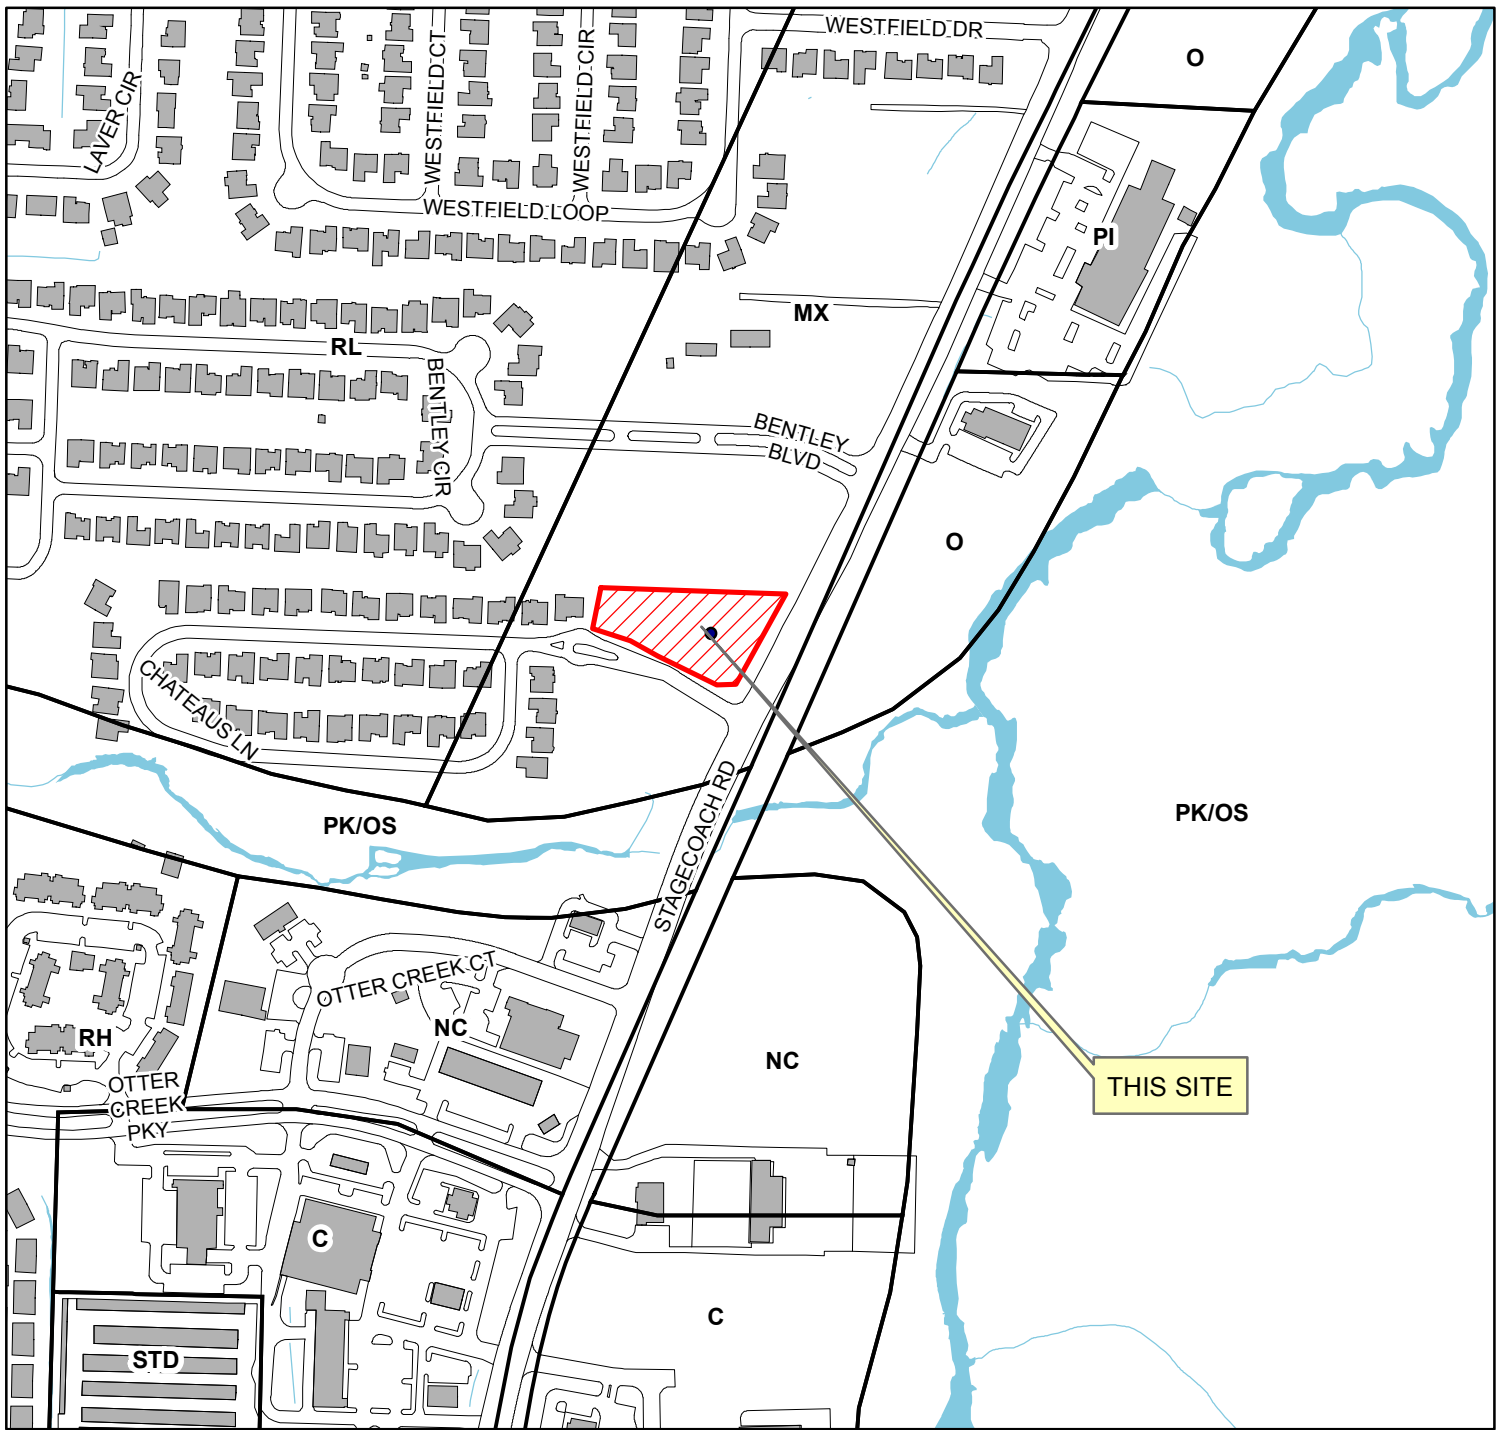 WESTFIELD DR
O
LAVER CIR
WESTFIELD CT
WESTFIELD CIR
WESTFIELD LOOP
PI
MX
RL
BENTLEY CIR
BENTLEY
BLVD
O
CHATEAUS LN
STAGECOACH RD
PK/OS
PK/OS
OTTER CREEK CT
NC
RH
NC
THIS SITE
OTTER
CREEK
PKY
C
C
STD